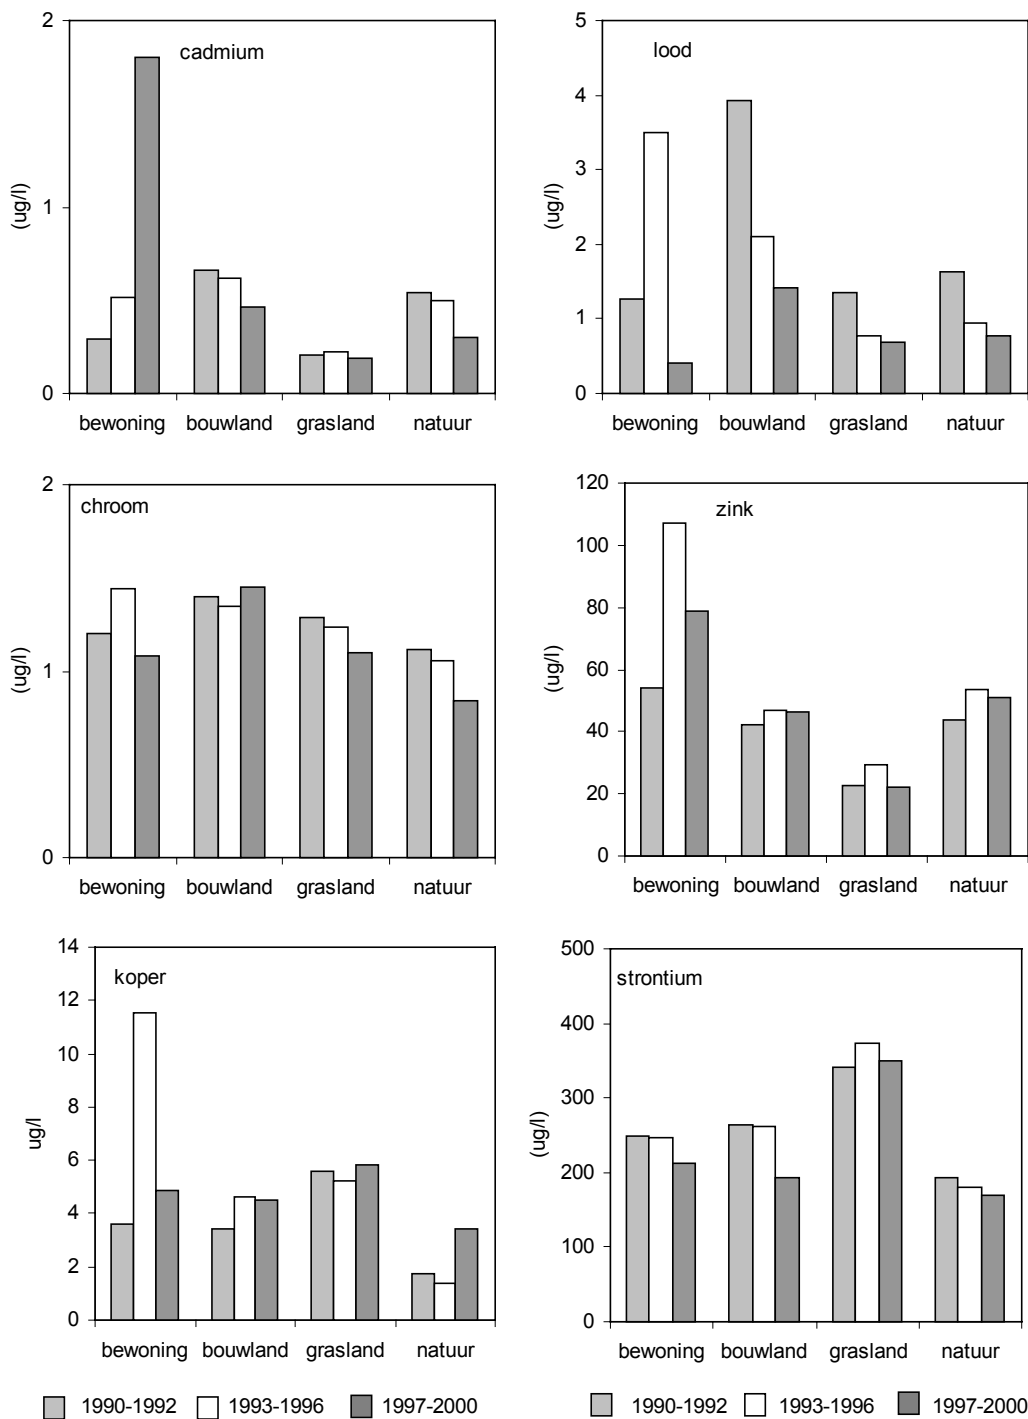 cadmium
2
1
0
(ug/l)
bewoning bouwland grasland natuur
lood
5
4
3
2
1
0
(ug/l)
bewoning bouwland grasland natuur
chroom
2
1
0
(ug/l)
bewoning bouwland grasland natuur
zink
120
100
80
60
40
20
0
(ug/l)
bewoning bouwland grasland natuur
koper
14
12
10
8
6
4
2
0
ug/l
bewoning bouwland grasland natuur
strontium
500
400
300
200
100
0
(ug/l)
bewoning bouwland grasland natuur
1990-1992 1993-1996 1997-2000
1990-1992 1993-1996 1997-2000